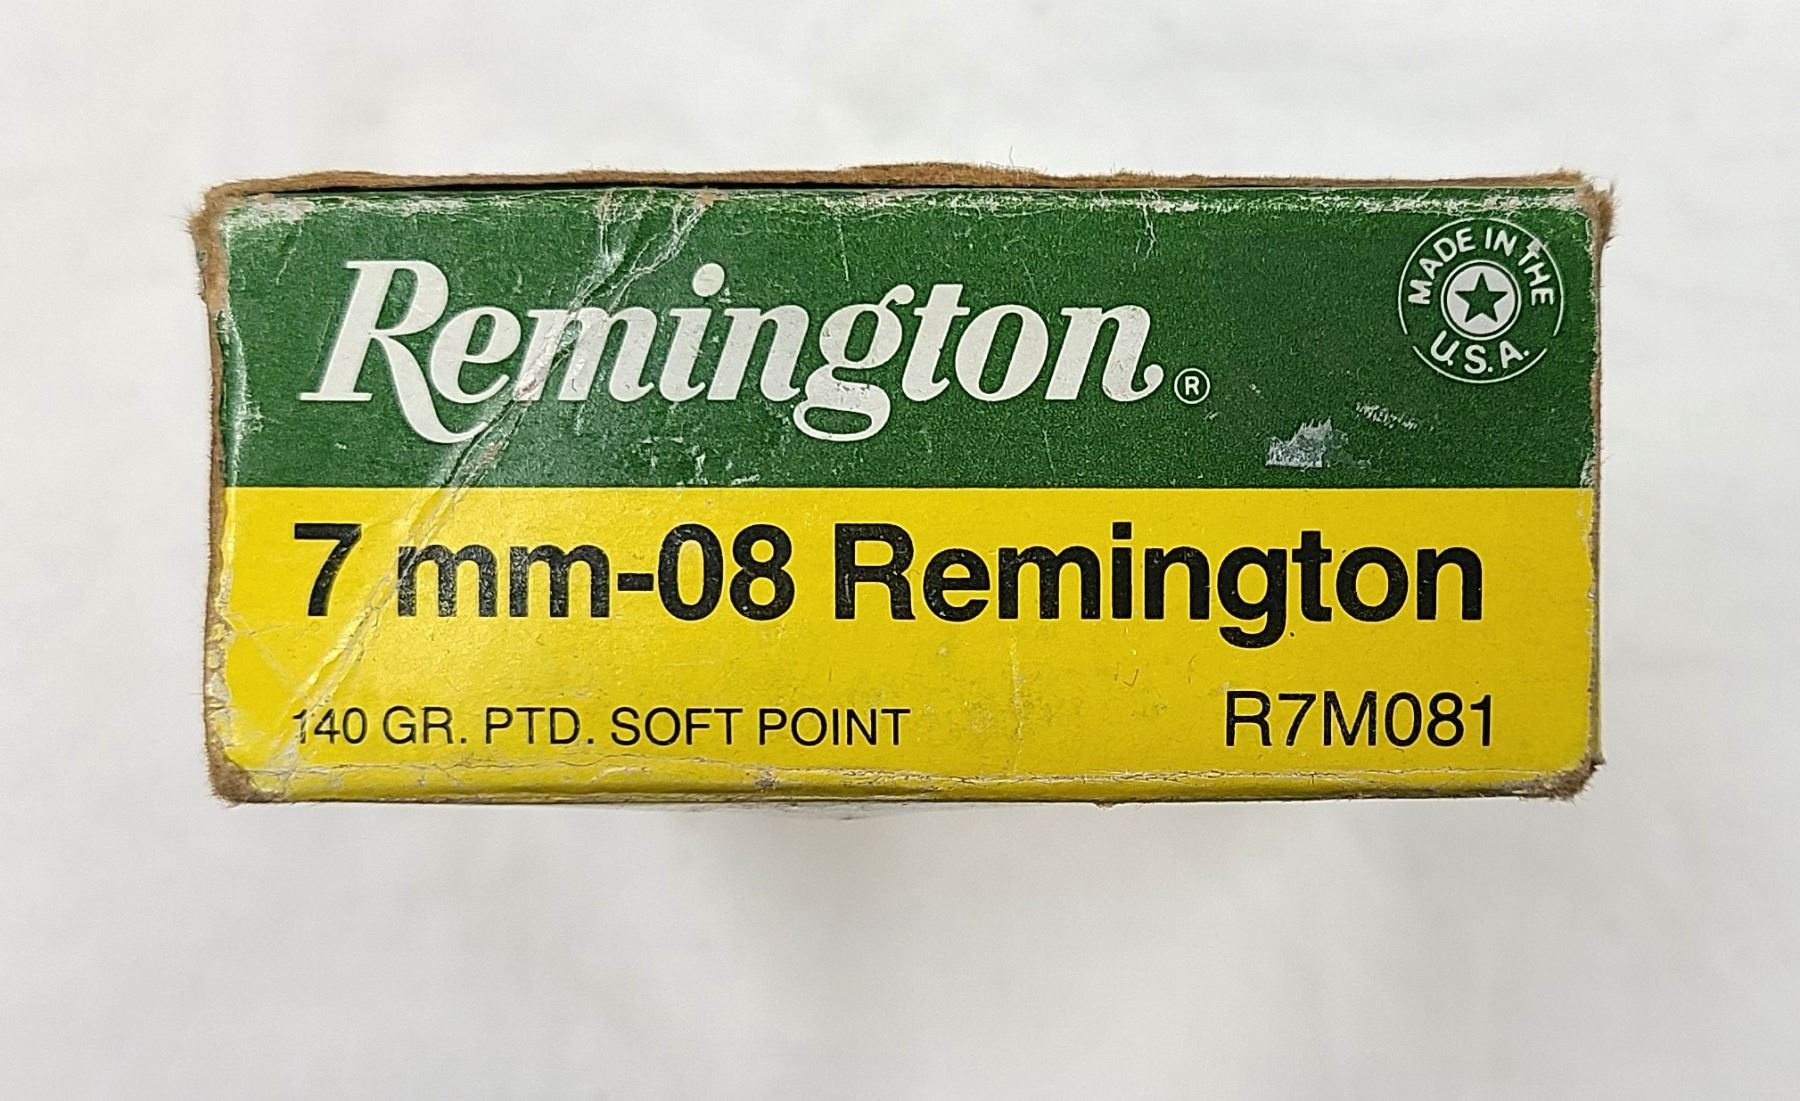 Remington®
MADE IN THE
U.S.A.
7 mm-08 Remington
140 GR. PTD. SOFT POINT
R7M081